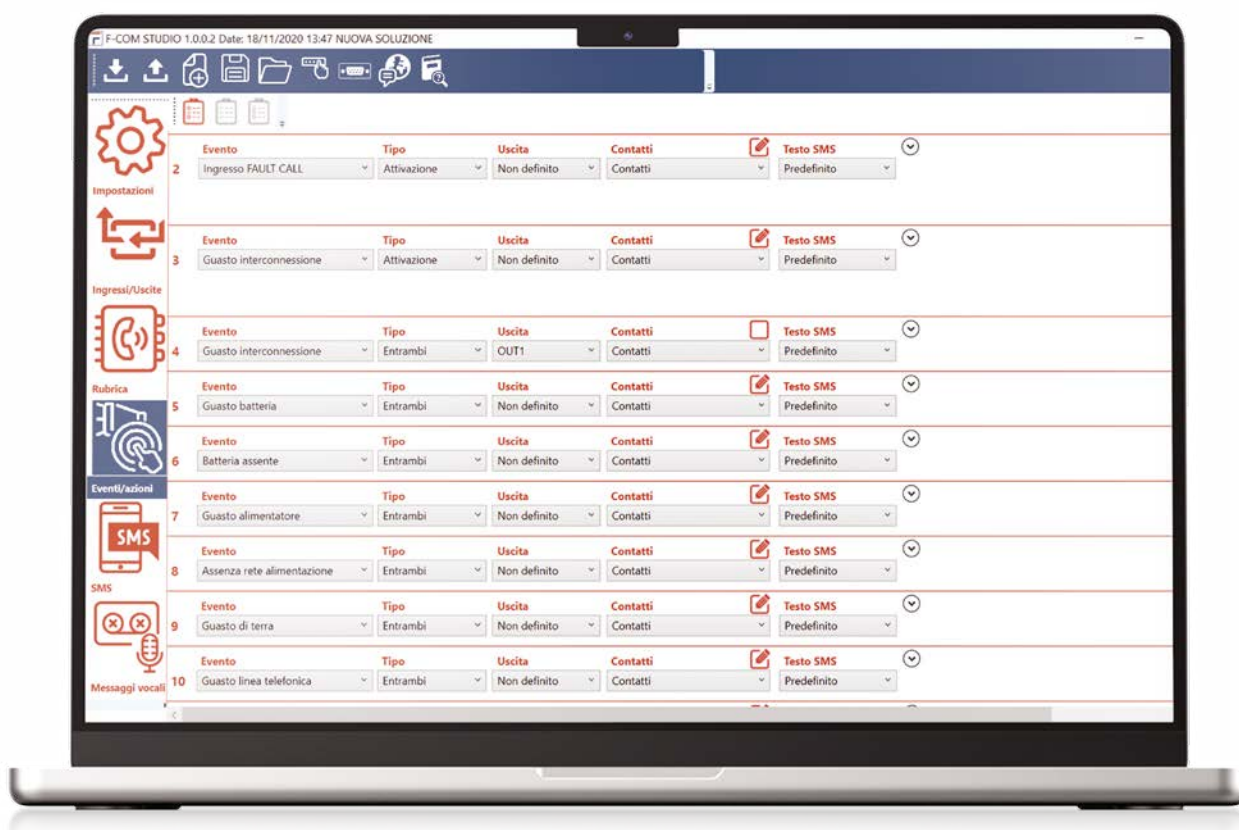 F-COM STUDIO 1.0.0.2 Date: 18/11/2020 13:47 NUOVA SOLUZIONE
Impostazioni
Ingressi/Uscite
Rubrica
Eventi/azioni
SMS
SMS
Messaggi vocali
Evento Tipo Uscita Contatti Testo SMS
2 Ingresso FAULT CALL Attivazione Non definito Contatti Predefinito
Evento Tipo Uscita Contatti Testo SMS
3 Guasto interconnessione Attivazione Non definito Contatti Predefinito
Evento Tipo Uscita Contatti Testo SMS
4 Guasto interconnessione Entrambi OUT1 Contatti Predefinito
Evento Tipo Uscita Contatti Testo SMS
5 Guasto batteria Entrambi Non definito Contatti Predefinito
Evento Tipo Uscita Contatti Testo SMS
6 Batteria assente Entrambi Non definito Contatti Predefinito
Evento Tipo Uscita Contatti Testo SMS
7 Guasto alimentatore Entrambi Non definito Contatti Predefinito
Evento Tipo Uscita Contatti Testo SMS
8 Assenza rete alimentazione Entrambi Non definito Contatti Predefinito
Evento Tipo Uscita Contatti Testo SMS
9 Guasto di terra Entrambi Non definito Contatti Predefinito
Evento Tipo Uscita Contatti Testo SMS
10 Guasto linea telefonica Entrambi Non definito Contatti Predefinito